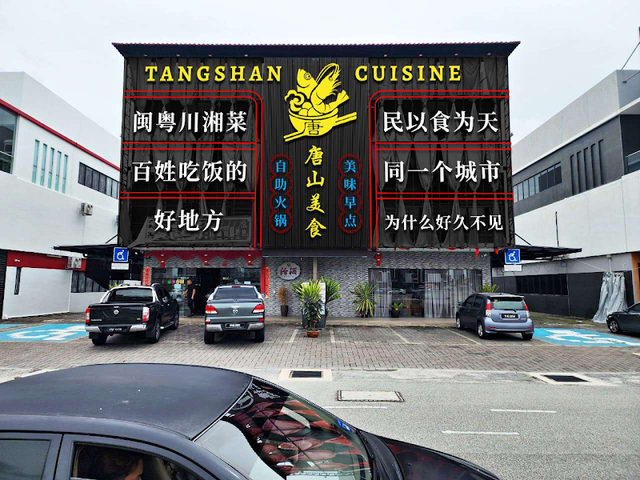 TANGSHAN CUISINE
闽粤川湘菜
百姓吃饭的
好地方
唐
唐山美食
自助火锅
美味早点
民以食为天
同一个城市
为什么好久不见